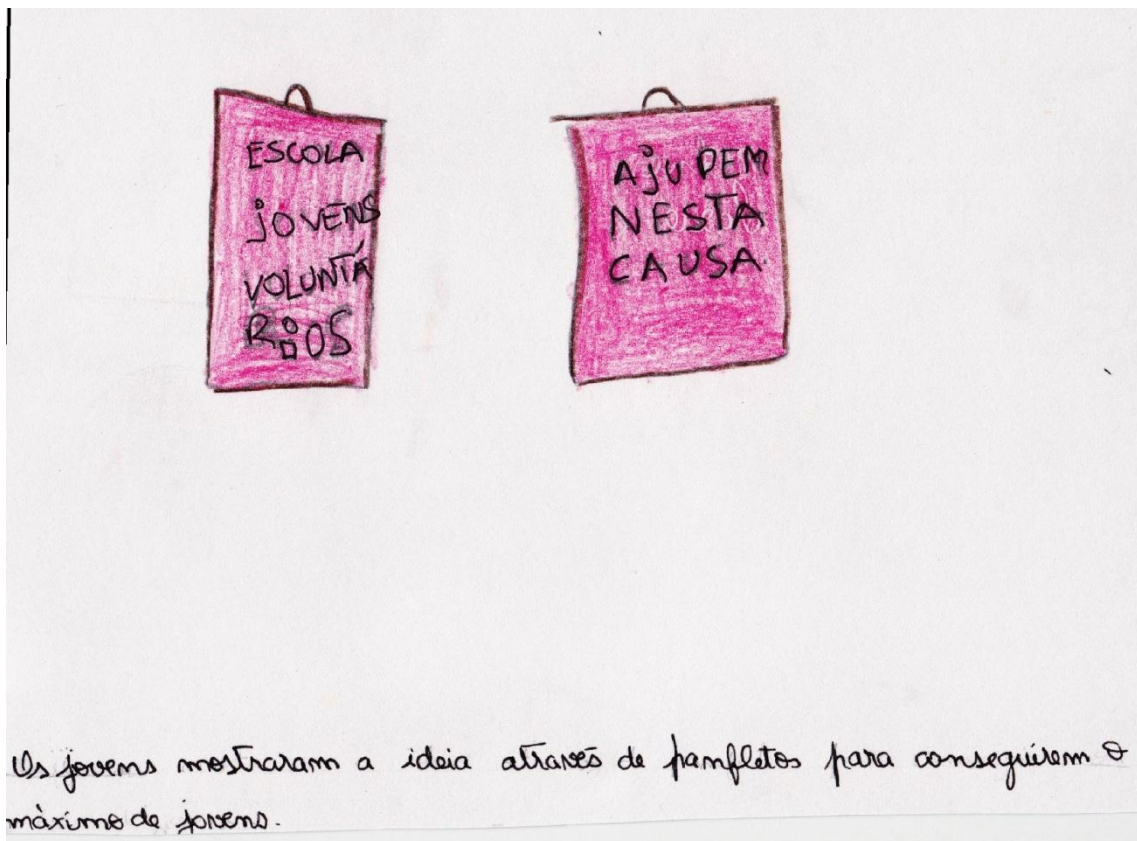 ESCOLA
jOVENS
VOLUNTÁ
RiOS
AjUDEM
NESTA
CAUSA.
Os jovens mostraram a ideia através de panfletos para conseguirem o
máximo de jovens.